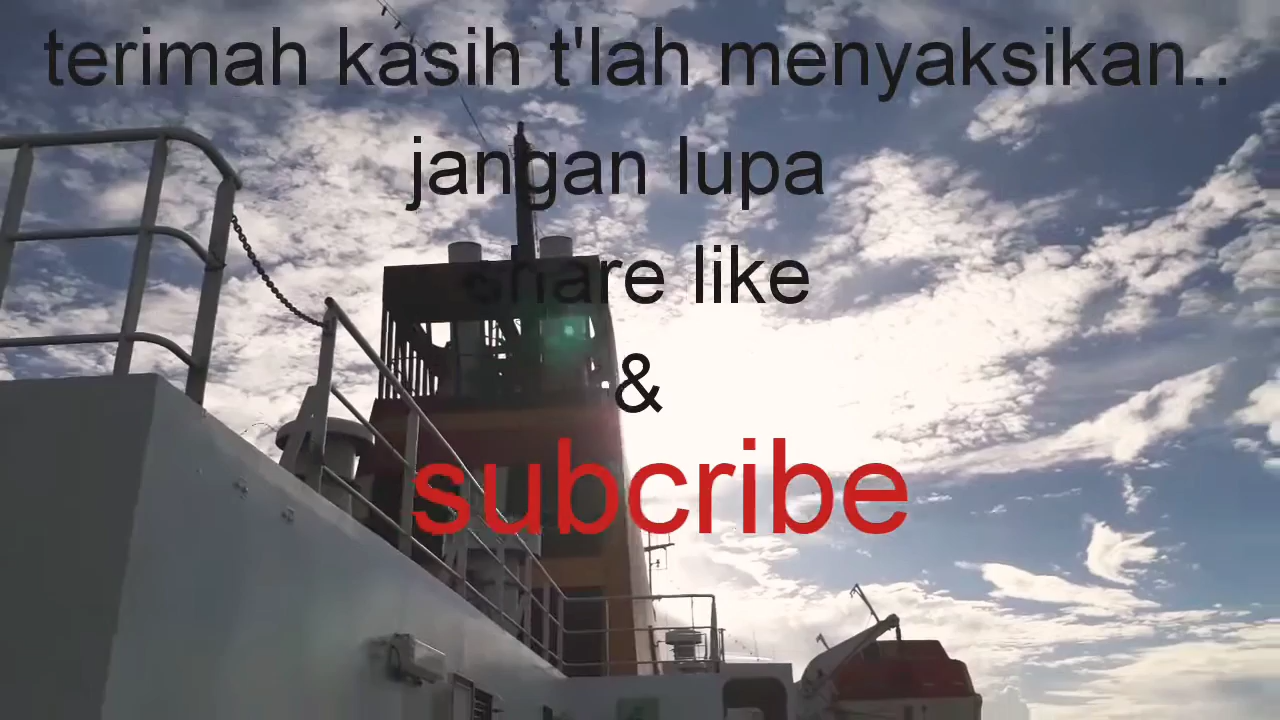 terimah kasih t'lah menyaksikan..
jangan lupa
share like
&
subcribe